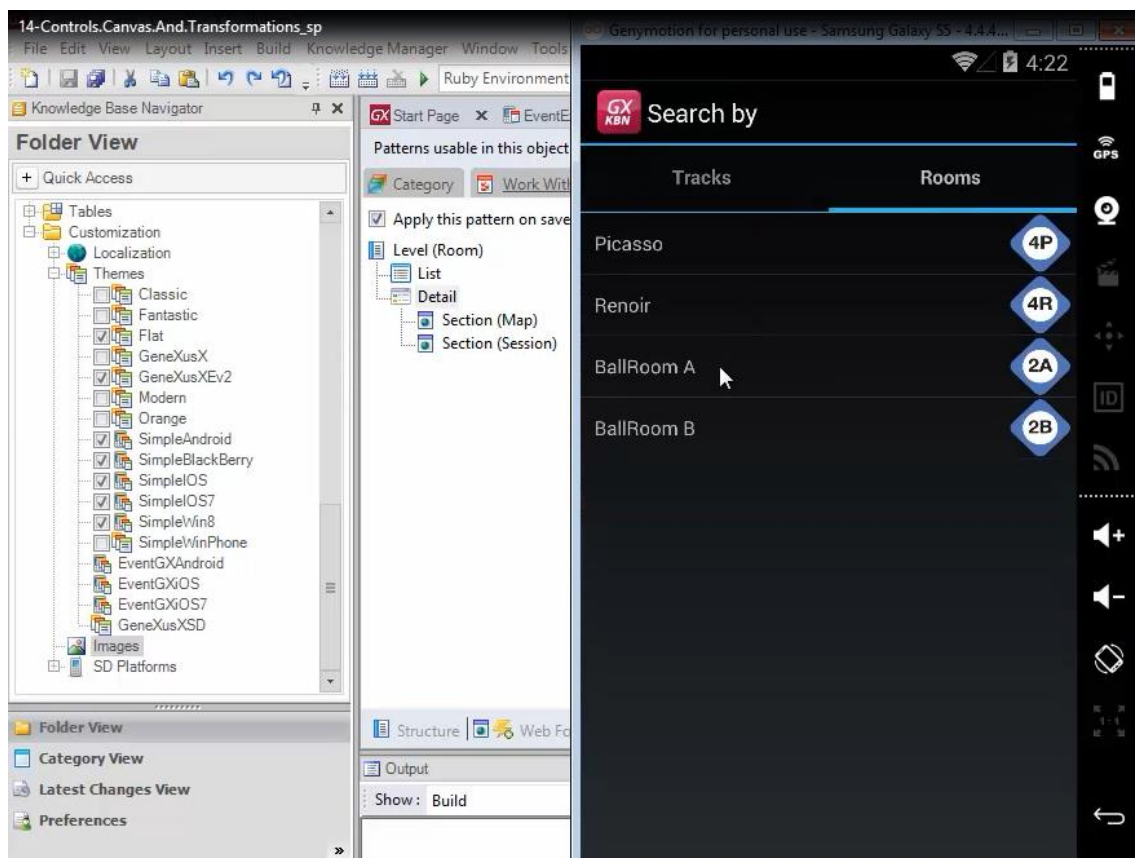 14-Controls.Canvas.And.Transformations_sp
File Edit View Layout Insert Build Knowledge Manager Window Tools
Ruby Environment
Knowledge Base Navigator
Folder View
Quick Access
Tables
Customization
Localization
Themes
Classic
Fantastic
Flat
GeneXusX
GeneXusXEv2
Modern
Orange
SimpleAndroid
SimpleBlackBerry
SimpleIOS
SimpleIOS7
SimpleWin8
SimpleWinPhone
EventGXAndroid
EventGXiOS
EventGXiOS7
GeneXusXSD
Images
SD Platforms
Folder View
Category View
Latest Changes View
Preferences
GX Start Page EventE
Patterns usable in this object
Category Work With
Apply this pattern on save
Level (Room)
List
Detail
Section (Map)
Section (Session)
Structure Web Fo
Output
Show: Build
Genymotion for personal use - Samsung Galaxy S5 - 4.4.4...
4:22
GX KBN Search by
Tracks Rooms
Picasso 4P
Renoir 4R
BallRoom A 2A
BallRoom B 2B
GPS
ID
1:1